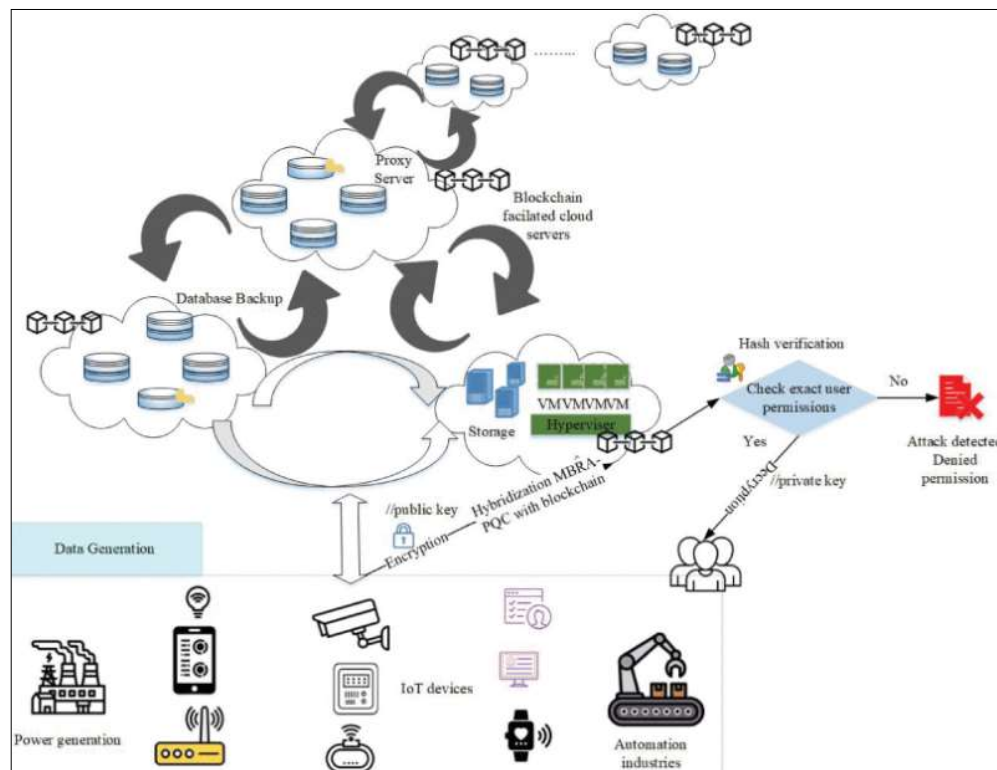 .........
Proxy
Server
Blockchain
facilated cloud
servers
Database Backup
Hash verification
Check exact user
permissions
No
Yes
Attack detected
Denied
permission
VMVMVMVM
Hyperviser
Storage
Hybridization MBRA-
PQC with blockchain
Encryption
//public key
Decryption
//private key
Data Generation
IoT devices
Power generation
Automation
industries